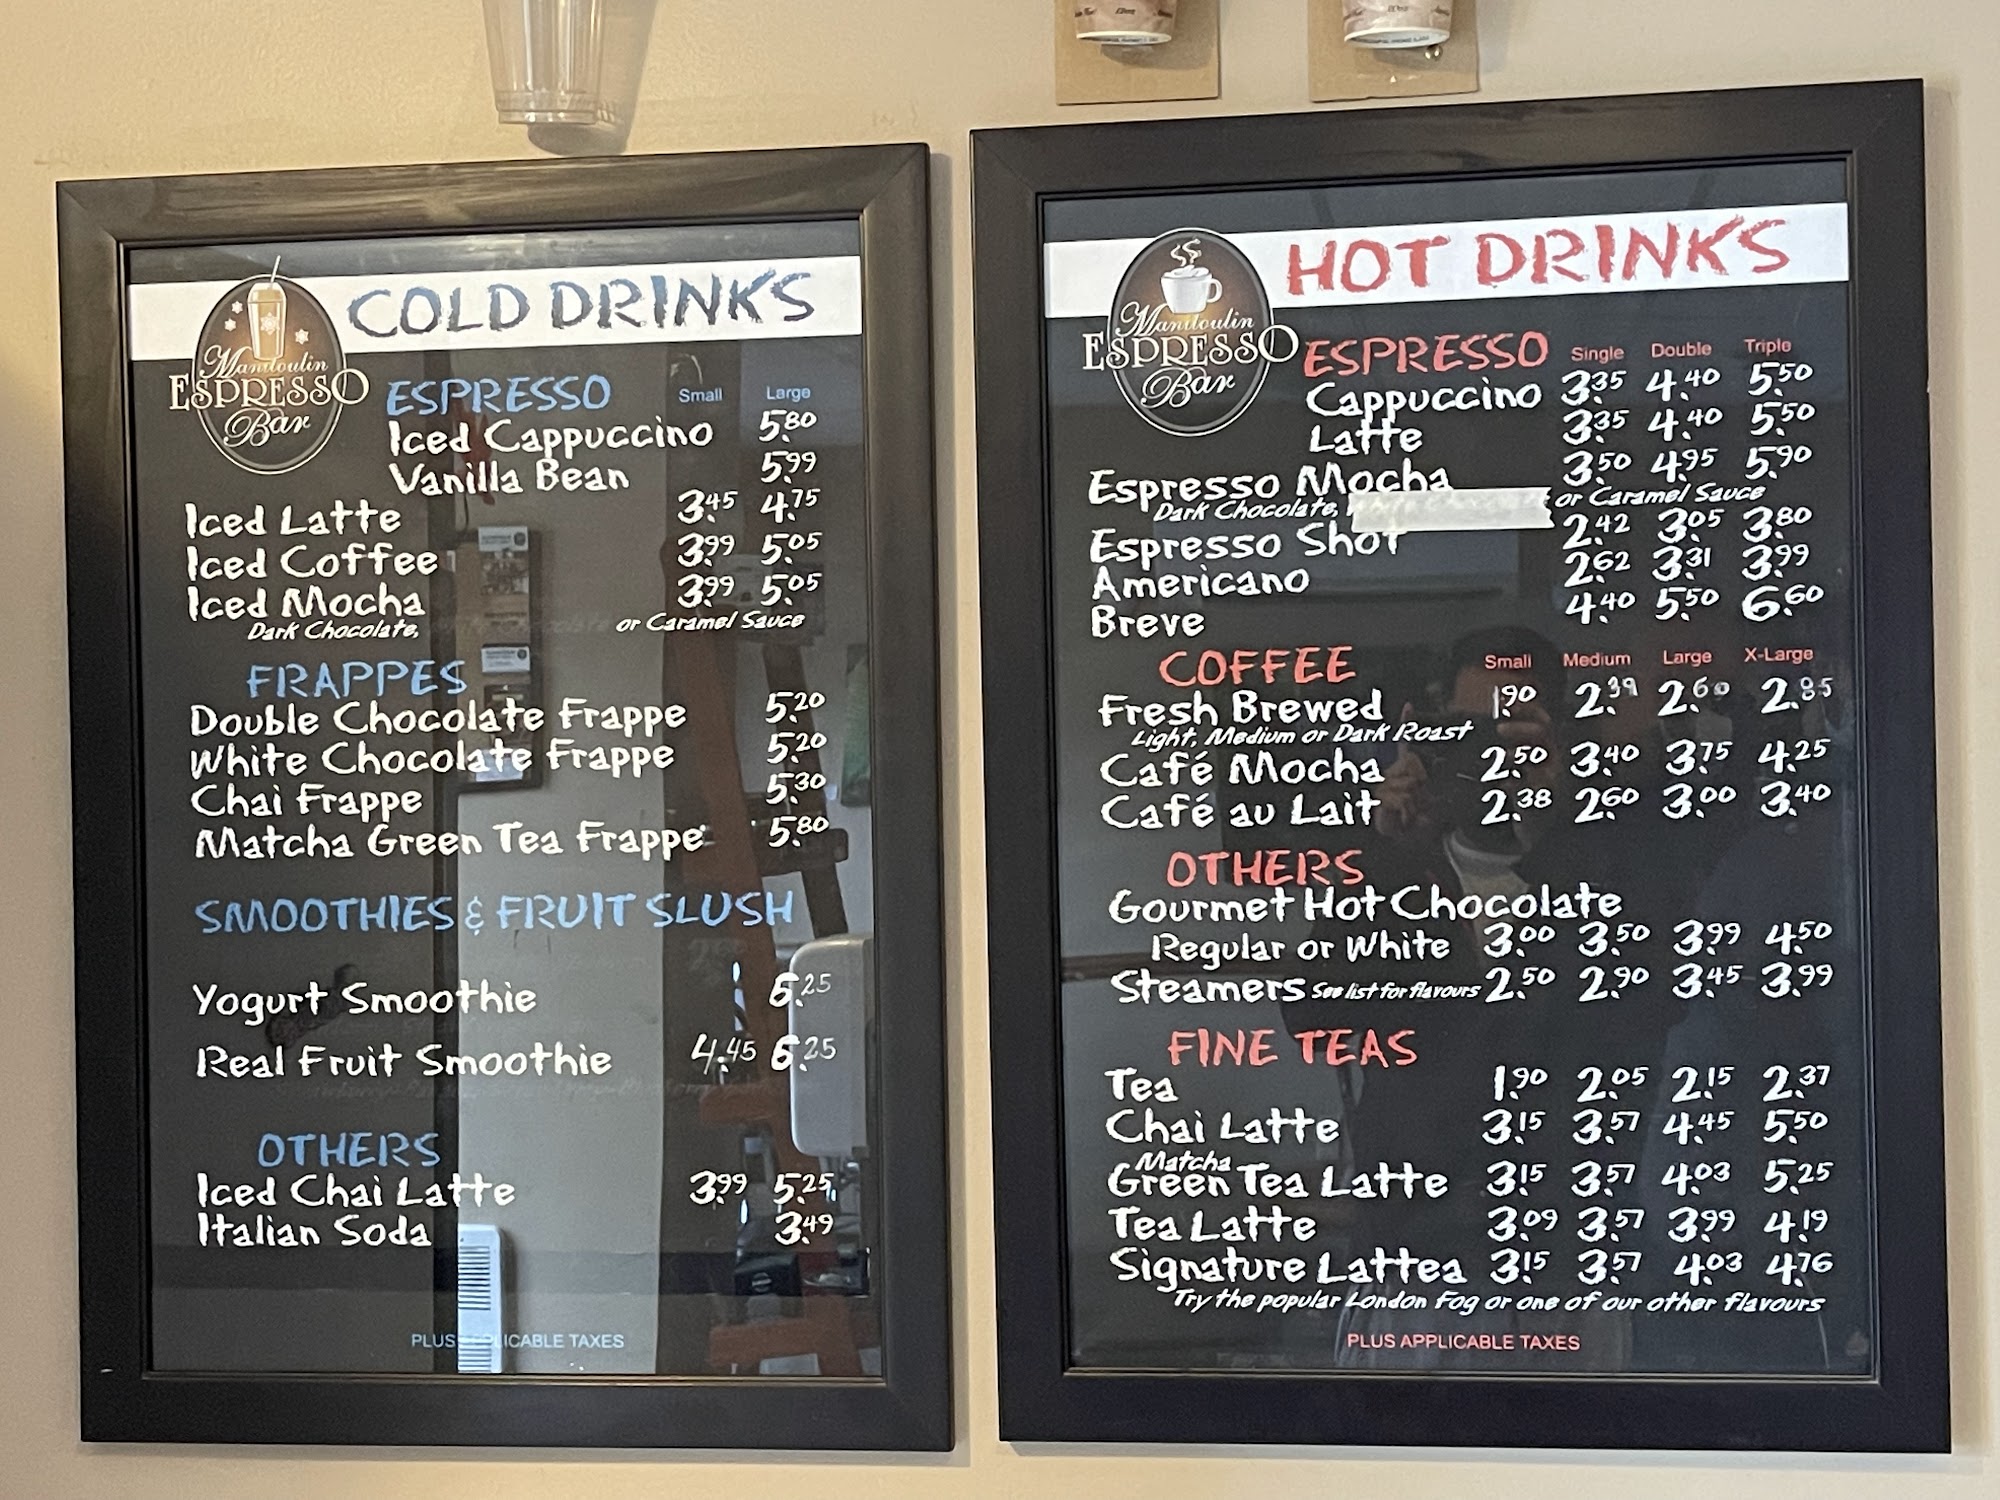 COLD DRINKS
Manitoulin
ESPRESSO
Bar
ESPRESSO Small Large
Iced Cappuccino 5.80
Vanilla Bean 5.99
Iced Latte 3.45 4.75
Iced Coffee 3.99 5.05
Iced Mocha 3.99 5.05
Dark Chocolate, or Caramel Sauce
FRAPPES
Double Chocolate Frappe 5.20
White Chocolate Frappe 5.20
Chai Frappe 5.30
Matcha Green Tea Frappe 5.80
SMOOTHIES & FRUIT SLUSH
Yogurt Smoothie 6.25
Real Fruit Smoothie 4.45 6.25
OTHERS
Iced Chai Latte 3.99 5.25
Italian Soda 3.49
PLUS APPLICABLE TAXES
HOT DRINKS
Manitoulin
ESPRESSO
Bar
ESPRESSO Single Double Triple
Cappuccino 3.35 4.40 5.50
Latte 3.35 4.40 5.50
Espresso Mocha 3.50 4.95 5.90
Dark Chocolate, or Caramel Sauce
Espresso Shot 2.42 3.05 3.80
Americano 2.62 3.31 3.99
Breve 4.40 5.50 6.60
COFFEE Small Medium Large X-Large
Fresh Brewed 1.90 2.39 2.60 2.85
Light, Medium or Dark Roast
Café Mocha 2.50 3.40 3.75 4.25
Café au Lait 2.38 2.60 3.00 3.40
OTHERS
Gourmet Hot Chocolate
Regular or White 3.00 3.50 3.99 4.50
Steamers See list for flavours 2.50 2.90 3.45 3.99
FINE TEAS
Tea 1.90 2.05 2.15 2.37
Chai Latte 3.15 3.57 4.45 5.50
Matcha
Green Tea Latte 3.15 3.57 4.03 5.25
Tea Latte 3.09 3.57 3.99 4.19
Signature Lattea 3.15 3.57 4.03 4.76
Try the popular London Fog or one of our other flavours
PLUS APPLICABLE TAXES